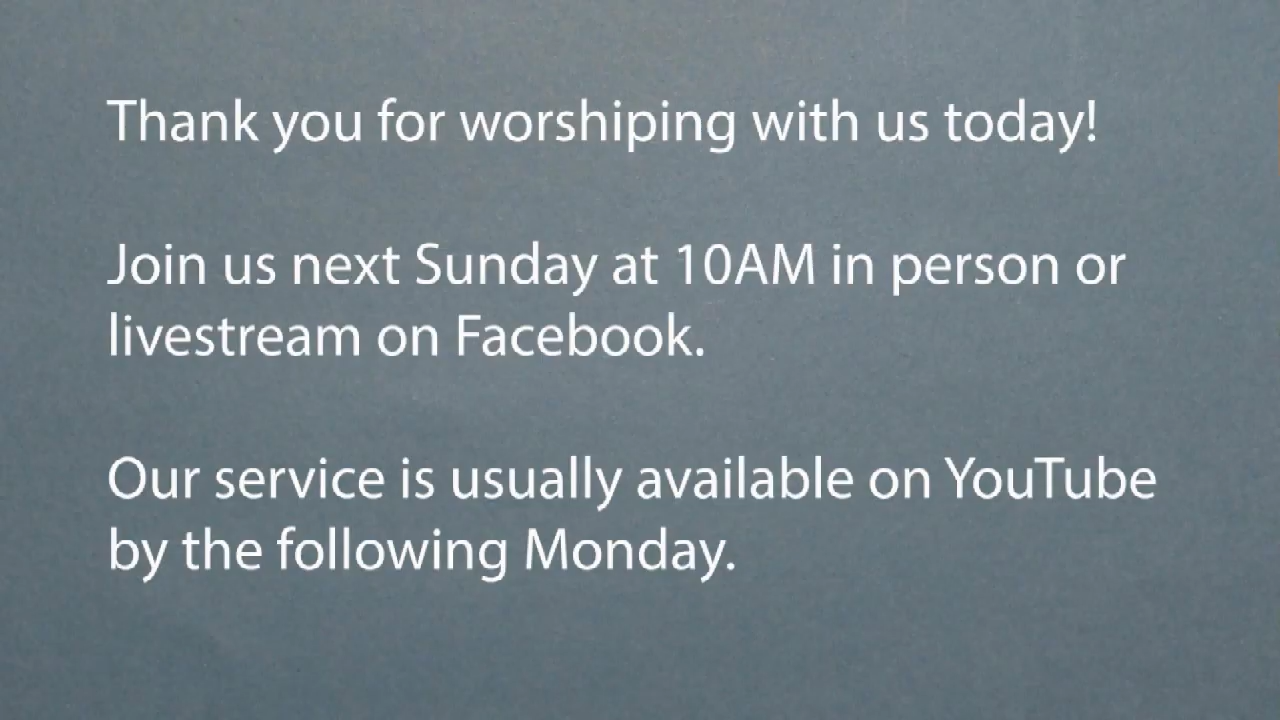 Thank you for worshiping with us today!
Join us next Sunday at 10AM in person or
livestream on Facebook.
Our service is usually available on YouTube
by the following Monday.